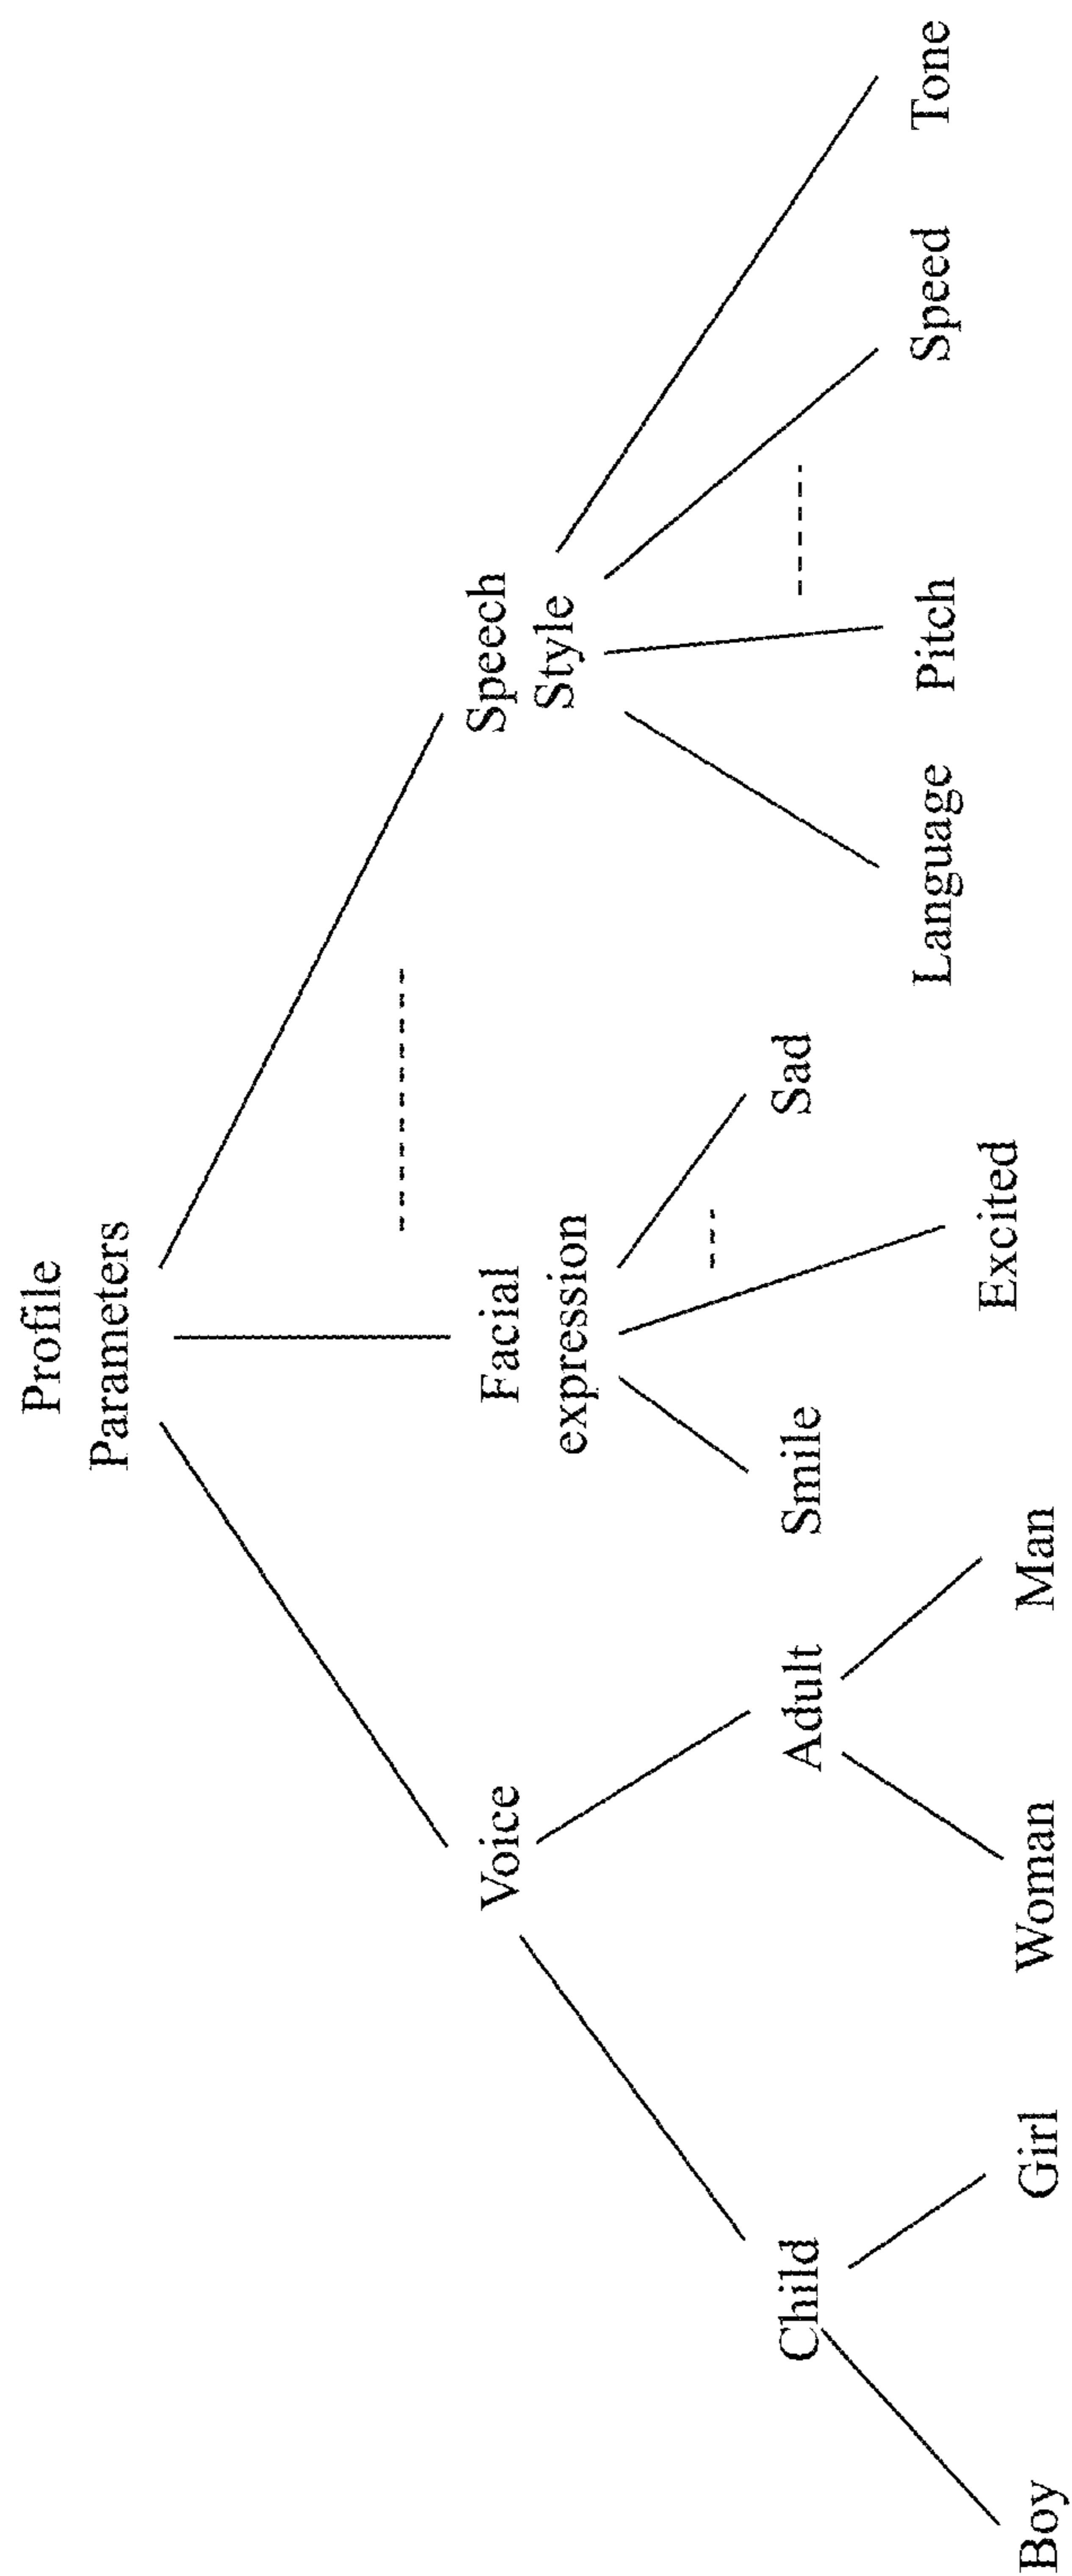 Profile
Parameters
Voice
Facial
expression
Speech
Style
Child
Adult
Smile
Sad
Excited
Language
Pitch
Speed
Tone
Boy
Girl
Woman
Man